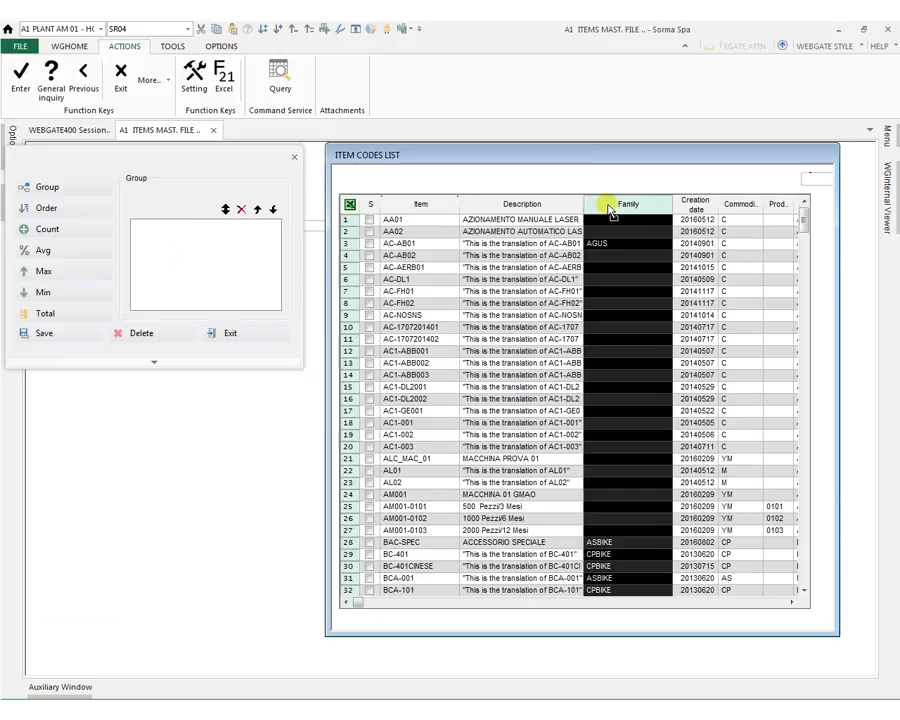 A1 PLANT AM 01 - HC SR04 A1 ITEMS MAST. FILE .. - Sorma Spa
FILE WGHOME ACTIONS TOOLS OPTIONS XGATE ATTN WEBGATE STYLE HELP
Enter General inquiry Previous Exit More.. Setting F21 Excel Query
Function Keys Function Keys Command Service Attachments
WEBGATE400 Session.. A1 ITEMS MAST. FILE ..
Optio
Menu
WGInternal Viewer
Group
Order
Count
Avg
Max
Min
Total
Save Delete Exit
Group
ITEM CODES LIST
S Item Description Family Creation date Commodi.. Prod..
1 AA01 AZIONAMENTO MANUALE LASER 20160512 C
2 AA02 AZIONAMENTO AUTOMATICO LAS 20160512 C
3 AC-AB01 "This is the translation of AC-AB01 AGUS 20140901 C
4 AC-AB02 "This is the translation of AC-AB02 20140901 C
5 AC-AERB01 "This is the translation of AC-AERB 20141015 C
6 AC-DL1 "This is the translation of AC-DL1" 20140509 C
7 AC-FH01 "This is the translation of AC-FH01" 20141117 C
8 AC-FH02 "This is the translation of AC-FH02" 20141117 C
9 AC-NOSNS "This is the translation of AC-NOSN 20141014 C
10 AC-1707201401 "This is the translation of AC-1707 20140717 C
11 AC-1707201402 "This is the translation of AC-1707 20140717 C
12 AC1-ABB001 "This is the translation of AC1-ABB 20140507 C
13 AC1-ABB002 "This is the translation of AC1-ABB 20140507 C
14 AC1-ABB003 "This is the translation of AC1-ABB 20140507 C
15 AC1-DL2001 "This is the translation of AC1-DL2 20140529 C
16 AC1-DL2002 "This is the translation of AC1-DL2 20140529 C
17 AC1-GE001 "This is the translation of AC1-GE0 20140522 C
18 AC1-001 "This is the translation of AC1-001" 20140505 C
19 AC1-002 "This is the translation of AC1-002" 20140506 C
20 AC1-003 "This is the translation of AC1-003" 20140711 C
21 ALC_MAC_01 MACCHINA PROVA 01 20160209 YM
22 AL01 "This is the translation of AL01" 20140512 M
23 AL02 "This is the translation of AL02" 20140512 M
24 AM001 MACCHINA 01 GMAO 20160209 YM
25 AM001-0101 500 Pezzi/3 Mesi 20160209 YM 0101
26 AM001-0102 1000 Pezzi/6 Mesi 20160209 YM 0102
27 AM001-0103 2000 Pezzi/12 Mesi 20160209 YM 0103
28 BAC-SPEC ACCESSORIO SPECIALE ASBIKE 20160802 CP
29 BC-401 "This is the translation of BC-401" CPBIKE 20130620 CP
30 BC-401CINESE "This is the translation of BC-401CI CPBIKE 20130715 CP
31 BCA-001 "This is the translation of BCA-001" ASBIKE 20130620 AS
32 BCA-101 "This is the translation of BCA-101" CPBIKE 20130620 CP
Auxiliary Window